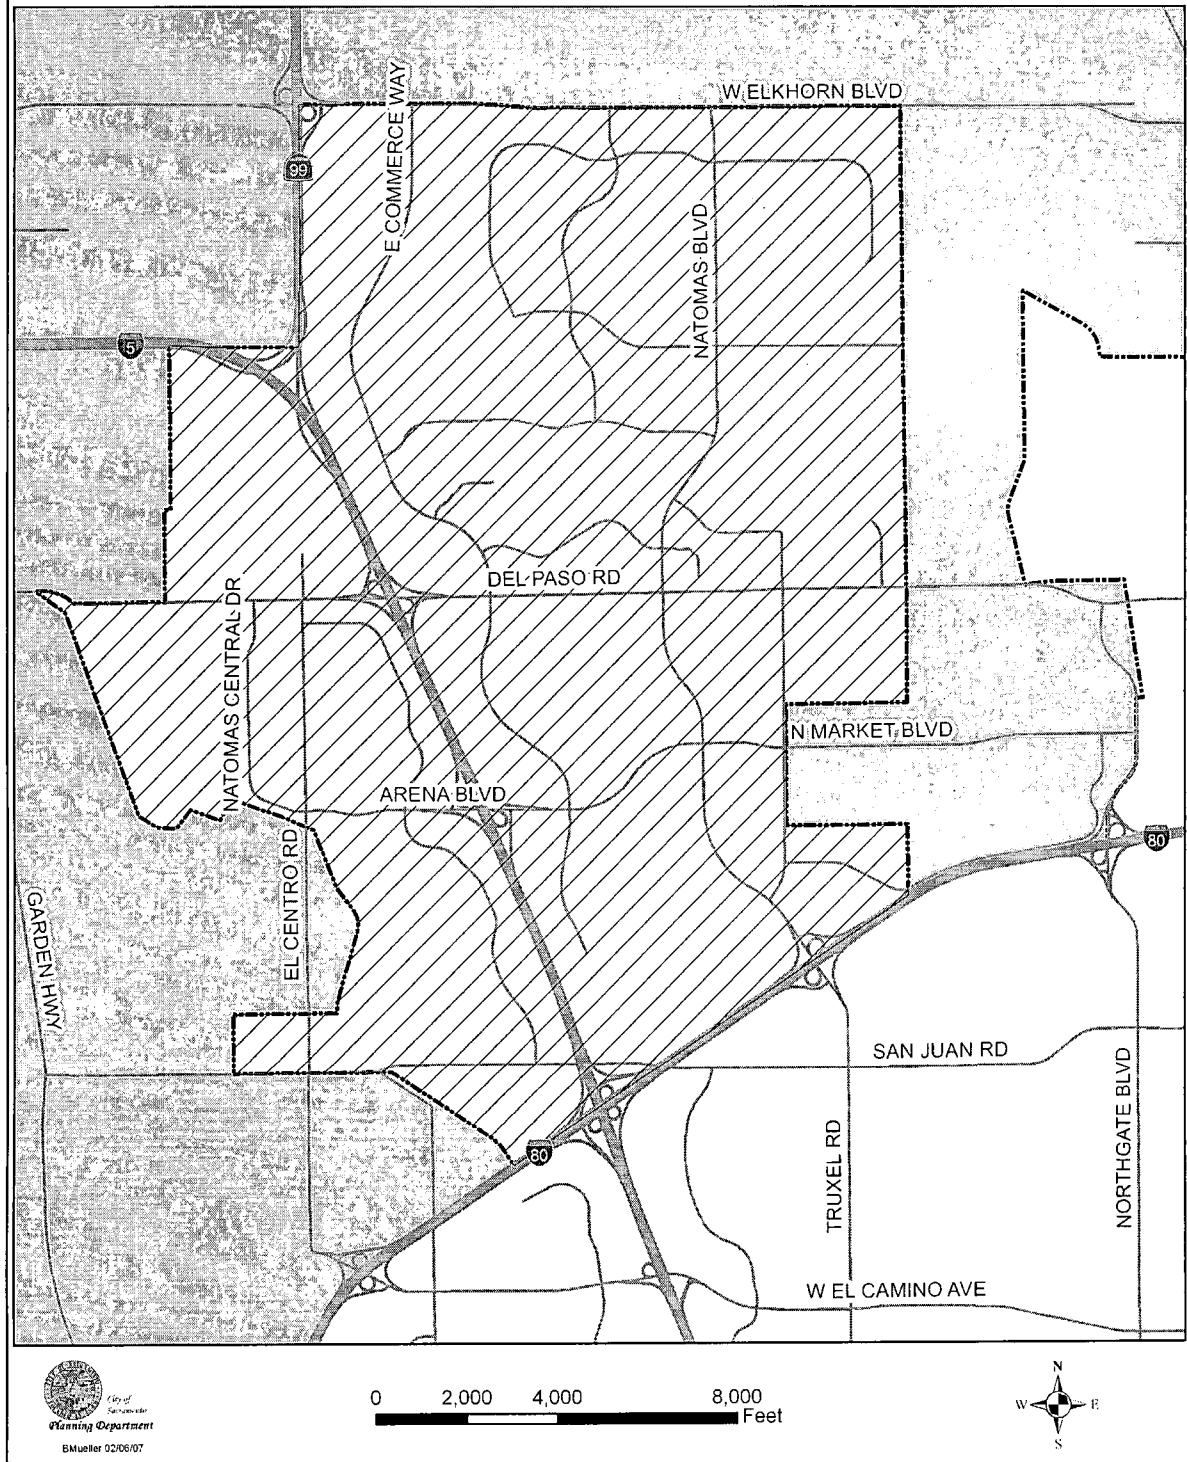 W ELKHORN BLVD
E COMMERCE WAY
99
NATOMAS BLVD
5
DEL PASO RD
NATOMAS CENTRAL DR
N MARKET BLVD
ARENA BLVD
80
EL CENTRO RD
GARDEN HWY
SAN JUAN RD
NORTHGATE BLVD
TRUXEL RD
80
W EL CAMINO AVE
City of
Sacramento
Planning Department
BMueller 02/06/07
0 2,000 4,000 8,000
Feet
N
W E
S